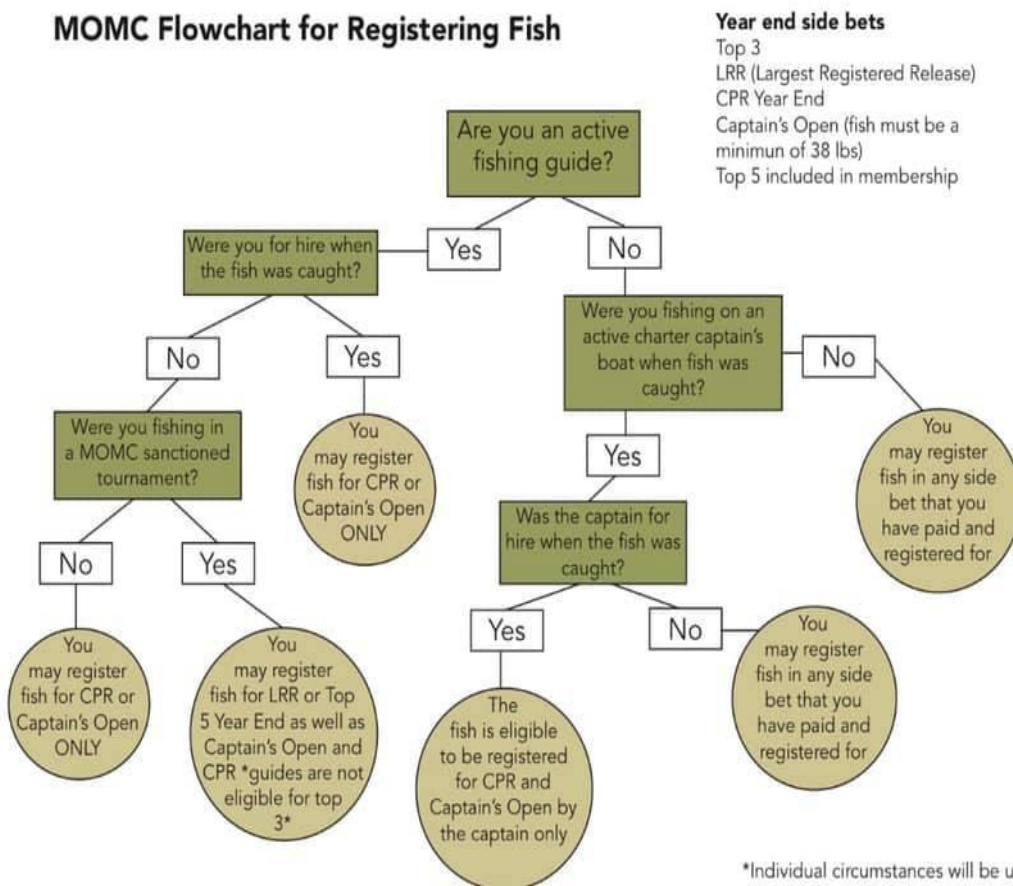 MOMC Flowchart for Registering Fish
Year end side bets
Top 3
LRR (Largest Registered Release)
CPR Year End
Captain's Open (fish must be a
minimun of 38 lbs)
Top 5 included in membership
Are you an active
fishing guide?
Yes
No
Were you for hire when
the fish was caught?
No
Yes
Were you fishing on an
active charter captain's
boat when fish was
caught?
No
Yes
Were you fishing in
a MOMC sanctioned
tournament?
You
may register
fish for CPR or
Captain's Open
ONLY
You
may register
fish in any side
bet that you
have paid and
registered for
Was the captain for
hire when the fish was
caught?
No
Yes
Yes
No
You
may register
fish for CPR or
Captain's Open
ONLY
You
may register
fish for LRR or Top
5 Year End as well as
Captain's Open and
CPR *guides are not
eligible for top
3*
The
fish is eligible
to be registered
for CPR and
Captain's Open by
the captain only
You
may register
fish in any side
bet that you
have paid and
registered for
*Individual circumstances will be u